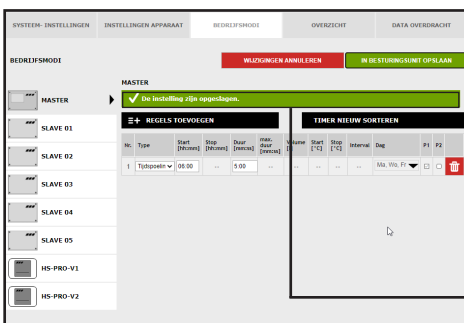 SYSTEEM- INSTELLINGEN INSTELLINGEN APPARAAT BEDRIJFSMODI OVERZICHT DATA OVERDRACHT
BEDRIJFSMODI
WIJZIGINGEN ANNULEREN IN BESTURINGSUNIT OPSLAAN
MASTER
De instelling zijn opgeslagen.
REGELS TOEVOEGEN TIMER NIEUW SORTEREN
Nr. Type Start [hh:mm] Stop [hh:mm] Duur [mm:ss] max. duur [mm:ss] Start [°C] Stop [°C] Interval Dag P1 P2
1 Tijdspoelin 06:00 -- 5:00 -- -- -- -- Ma, Wo, Fr
MASTER
SLAVE 01
SLAVE 02
SLAVE 03
SLAVE 04
SLAVE 05
HS-PRO-V1
HS-PRO-V2